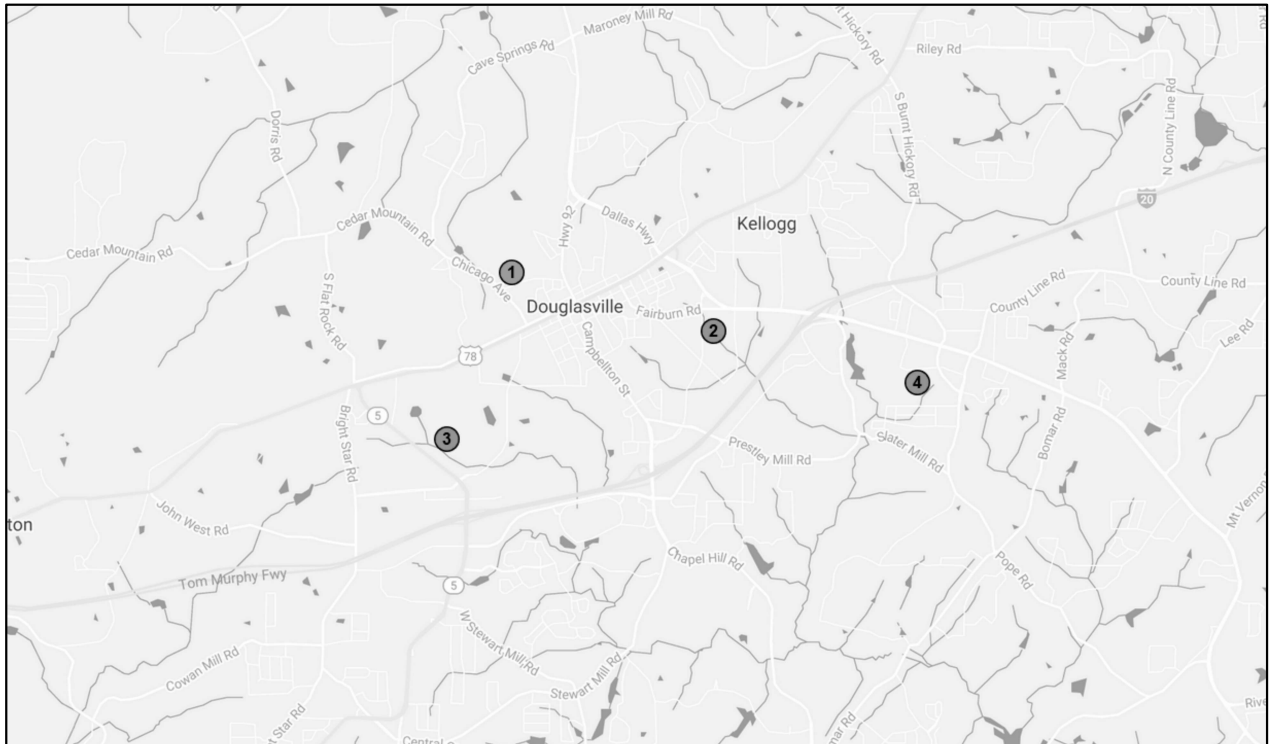 Maroney Mill Rd
Cave Springs Rd
nt Hickory Rd
Riley Rd
N County Line Rd
S Burnt Hickory Rd
Dorris Rd
20
Cedar Mountain Rd
Cedar Mountain Rd
Hwy 92
Dallas Hwy
Kellogg
Chicago Ave
1
S Flat Rock Rd
Douglasville
Fairburn Rd
2
County Line Rd
County Line Rd
Lee Rd
78
Campbellton St
Mack Rd
4
5
3
Bright Star Rd
Prestley Mill Rd
Slater Mill Rd
Bomar Rd
ton
John West Rd
Mt Vernon
Tom Murphy Fwy
Chapel Hill Rd
Pope Rd
5
W Stewart Mill Rd
Cowan Mill Rd
Stewart Mill Rd
t Star Rd
Central
mar Rd
Rive